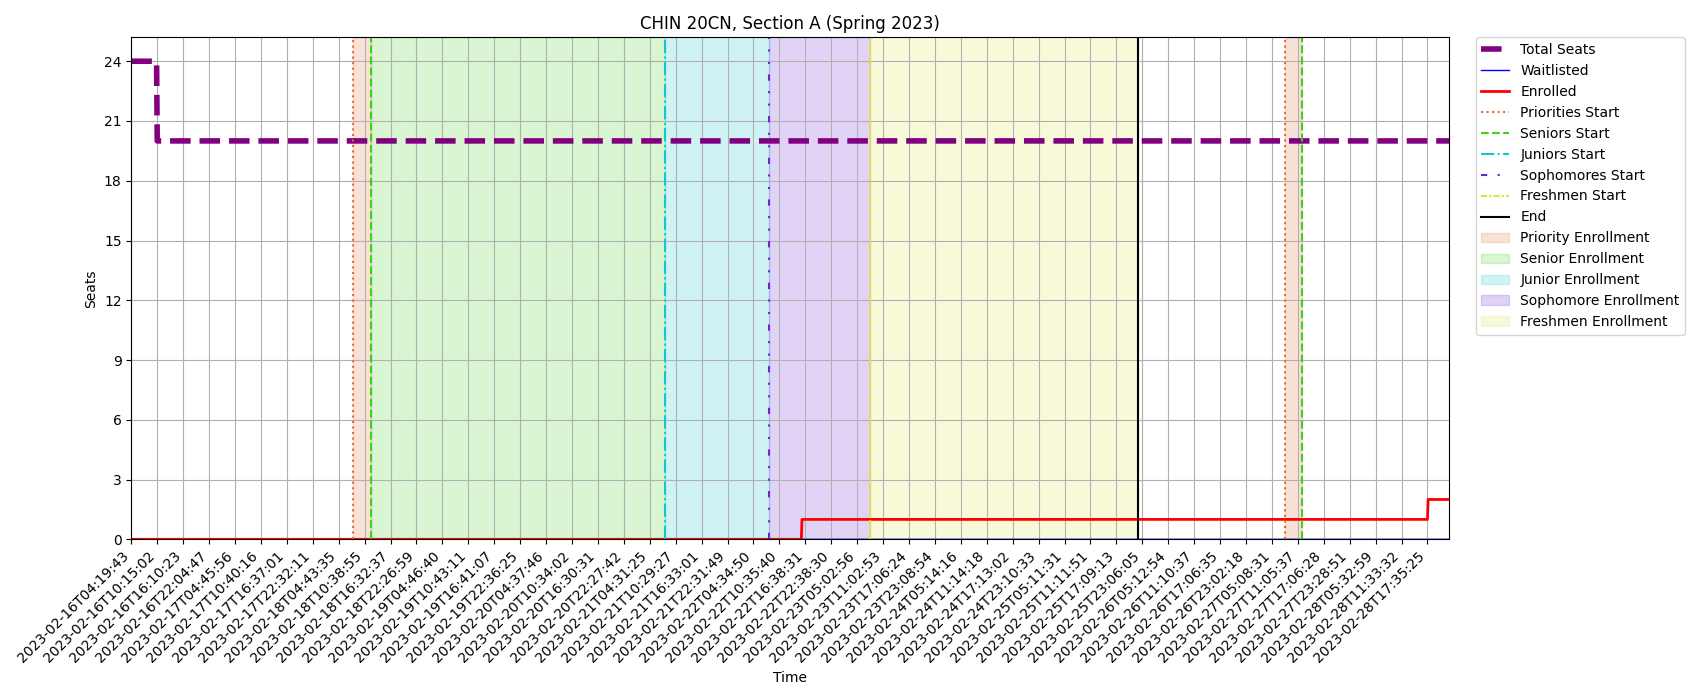 CHIN 20CN, Section A (Spring 2023)
Seats
24
21
18
15
12
9
6
3
0
2023-02-16T04:19:43
2023-02-16T10:15:02
2023-02-16T16:10:23
2023-02-16T22:04:47
2023-02-17T04:45:56
2023-02-17T10:40:16
2023-02-17T16:37:01
2023-02-17T22:32:11
2023-02-18T04:43:35
2023-02-18T10:38:55
2023-02-18T16:32:37
2023-02-18T22:26:59
2023-02-19T04:46:40
2023-02-19T10:43:11
2023-02-19T16:41:07
2023-02-19T22:36:25
2023-02-20T04:37:46
2023-02-20T10:34:02
2023-02-20T16:30:31
2023-02-20T22:27:42
2023-02-21T04:31:25
2023-02-21T10:29:27
2023-02-21T16:33:01
2023-02-21T22:31:49
2023-02-22T04:34:50
2023-02-22T10:35:40
2023-02-22T16:38:31
2023-02-22T22:38:30
2023-02-23T05:02:56
2023-02-23T11:02:53
2023-02-23T17:06:24
2023-02-23T23:08:54
2023-02-24T05:14:16
2023-02-24T11:14:18
2023-02-24T17:13:02
2023-02-24T23:10:33
2023-02-25T05:11:31
2023-02-25T11:11:51
2023-02-25T17:09:13
2023-02-25T23:06:05
2023-02-26T05:12:54
2023-02-26T11:10:37
2023-02-26T17:06:35
2023-02-26T23:02:18
2023-02-27T05:08:31
2023-02-27T11:05:37
2023-02-27T17:06:28
2023-02-27T23:28:51
2023-02-28T05:32:59
2023-02-28T11:33:32
2023-02-28T17:35:25
Time
Total Seats
Waitlisted
Enrolled
Priorities Start
Seniors Start
Juniors Start
Sophomores Start
Freshmen Start
End
Priority Enrollment
Senior Enrollment
Junior Enrollment
Sophomore Enrollment
Freshmen Enrollment